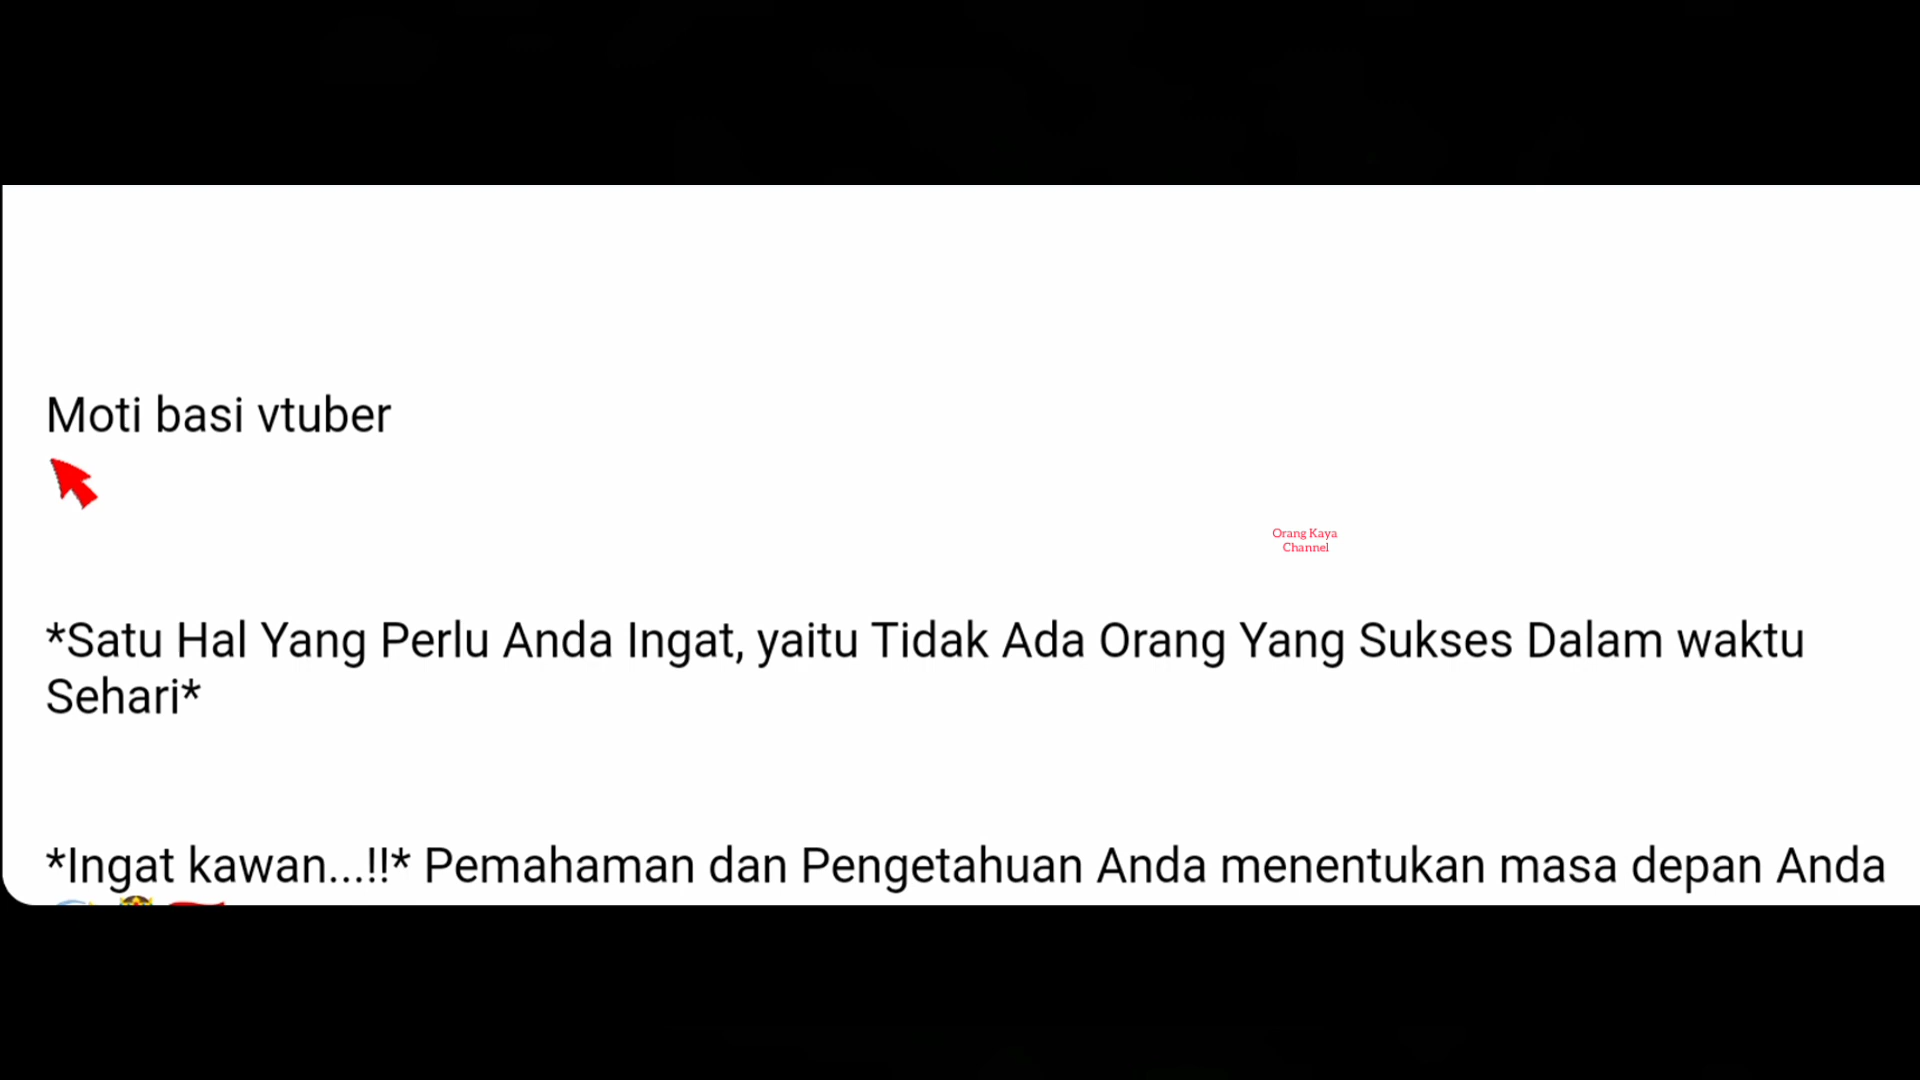 Moti basi vtuber
Orang Kaya
Channel
*Satu Hal Yang Perlu Anda Ingat, yaitu Tidak Ada Orang Yang Sukses Dalam waktu
Sehari*
*Ingat kawan...!!* Pemahaman dan Pengetahuan Anda menentukan masa depan Anda